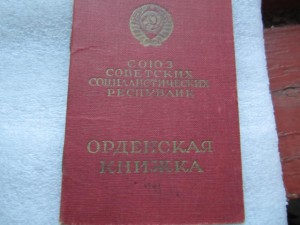 СОЮЗ
СОВЕТСКИХ
СОЦИАЛИСТИЧЕСКИХ
РЕСПУБЛИК
ОРДЕНСКАЯ
КНИЖКА